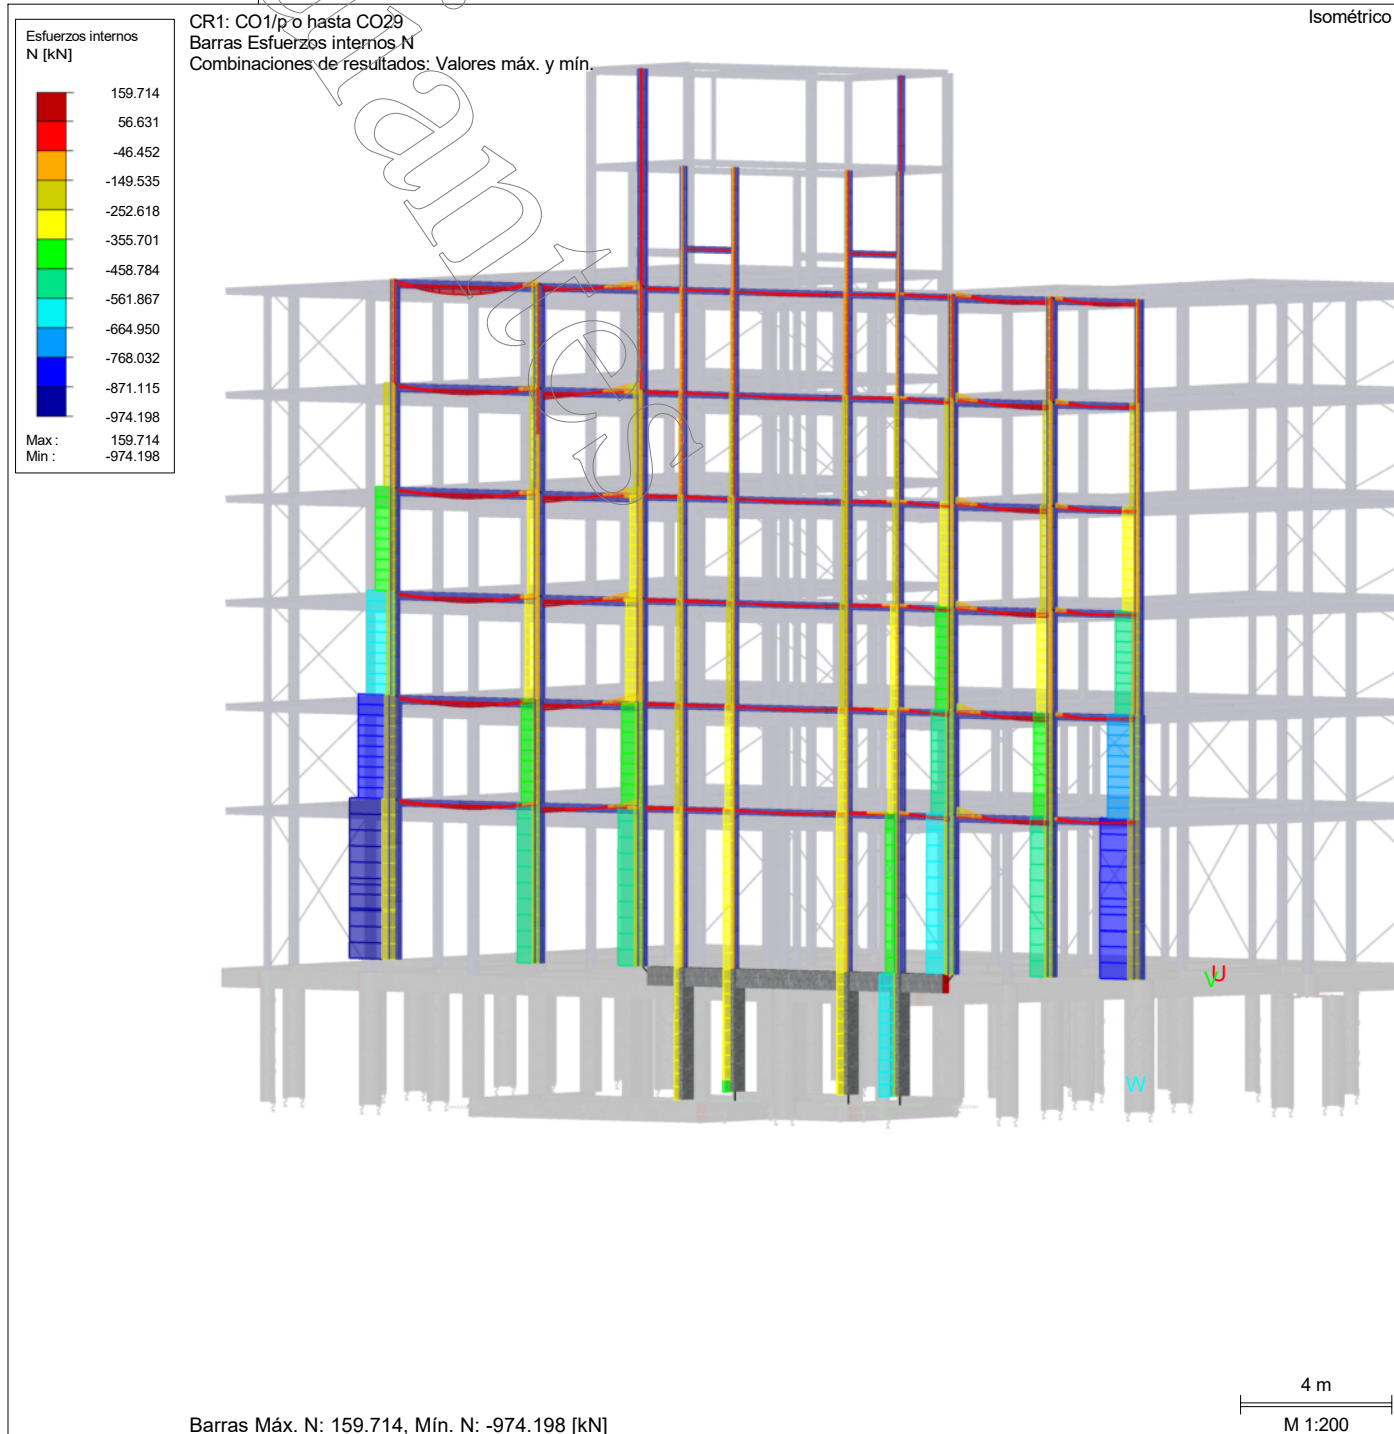 CR1: CO1/p o hasta CO29
Barras Esfuerzos internos N
Combinaciones de resultados: Valores máx. y mín.
Isométrico
Esfuerzos internos
N [kN]
159.714
56.631
-46.452
-149.535
-252.618
-355.701
-458.784
-561.867
-664.950
-768.032
-871.115
-974.198
Max : 159.714
Min : -974.198
U
V
W
4 m
M 1:200
Barras Máx. N: 159.714, Mín. N: -974.198 [kN]